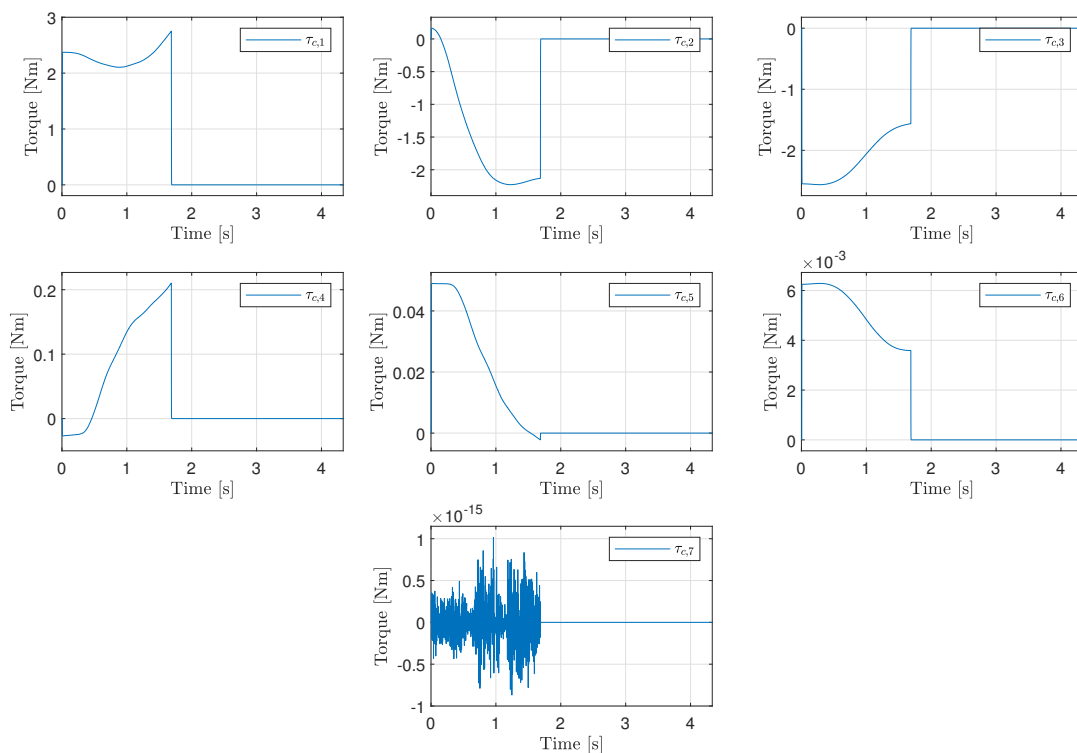 3
2
1
0
Torque [Nm]
τc,1
0 1 2 3 4
Time [s]
0
-0.5
-1
-1.5
-2
Torque [Nm]
τc,2
0 1 2 3 4
Time [s]
0
-1
-2
Torque [Nm]
τc,3
0 1 2 3 4
Time [s]
0.2
0.1
0
Torque [Nm]
τc,4
0 1 2 3 4
Time [s]
0.04
0.02
0
Torque [Nm]
τc,5
0 1 2 3 4
Time [s]
×10-3
6
4
2
0
Torque [Nm]
τc,6
0 1 2 3 4
Time [s]
×10-15
1
0.5
0
-0.5
-1
Torque [Nm]
τc,7
0 1 2 3 4
Time [s]